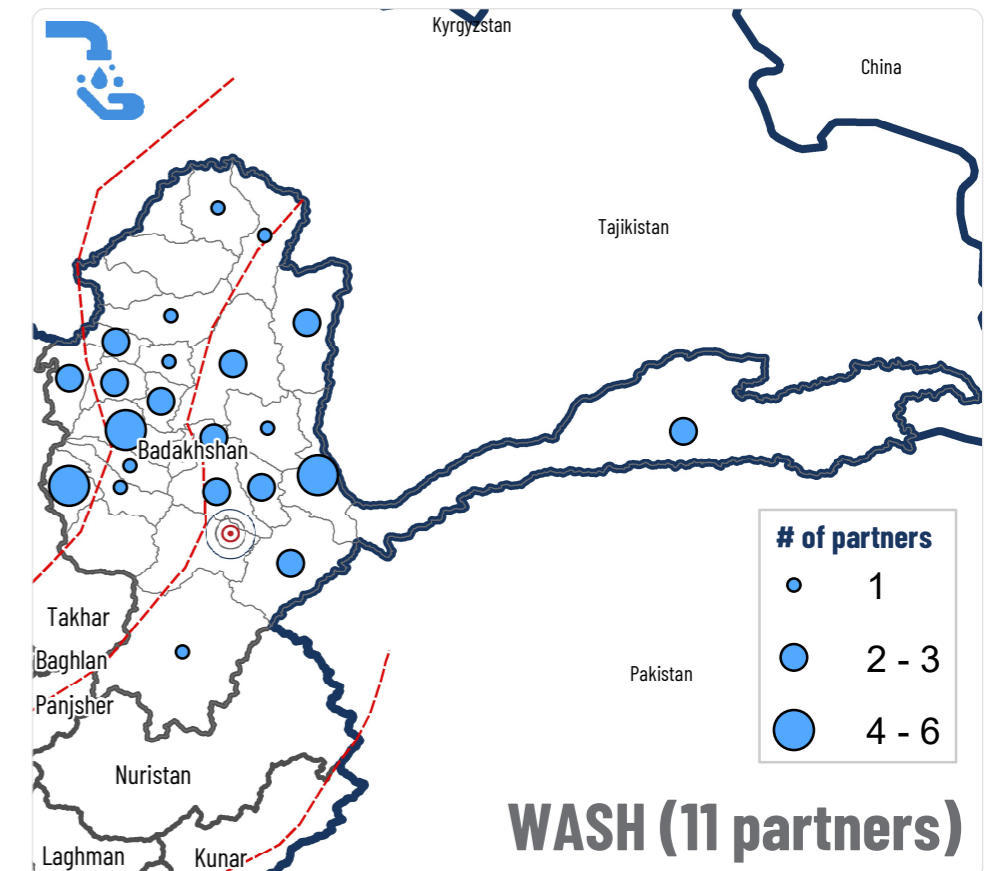 Kyrgyzstan
China
Tajikistan
Badakhshan
# of partners
1
2 - 3
4 - 6
Takhar
Baghlan
Panjsher
Pakistan
Nuristan
WASH (11 partners)
Laghman
Kunar